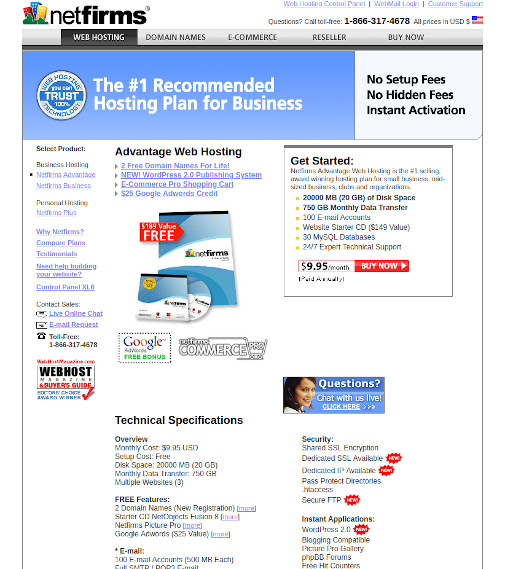 netfirms®
Web Hosting Control Panel | WebMail Login | Customer Support
Questions? Call toll-free: 1-866-317-4678 All prices in USD $
WEB HOSTING DOMAIN NAMES E-COMMERCE RESELLER BUY NOW
WEB HOSTING
you can
TRUST
100%
TECHNOLOGY
The #1 Recommended
Hosting Plan for Business
No Setup Fees
No Hidden Fees
Instant Activation
Select Product:
Business Hosting
Netfirms Advantage
Netfirms Business
Personal Hosting
Netfirms Plus
Why Netfirms?
Compare Plans
Testimonials
Need help building
your website?
Control Panel XL6
Contact Sales:
Live Online Chat
E-mail Request
Toll-Free:
1-866-317-4678
WebHostMagazine.com
WEBHOST
MAGAZINE
&BUYER'S GUIDE
EDITORS' CHOICE
AWARD WINNER
Advantage Web Hosting
2 Free Domain Names For Life!
NEW! WordPress 2.0 Publishing System
E-Commerce Pro Shopping Cart
$25 Google Adwords Credit
$189 Value
FREE
netfirms
netfirms
Google™
AdWords
FREE BONUS
netfirms
COMMERCE PRO
Get Started:
Netfirms Advantage Web Hosting is the #1 selling,
award winning hosting plan for small business, mid-
sized business, clubs and organizations.
20000 MB (20 GB) of Disk Space
750 GB Monthly Data Transfer
100 E-mail Accounts
Website Starter CD ($149 Value)
30 MySQL Databases
24/7 Expert Technical Support
$9.95/month BUY NOW
(Paid Annually)
Questions?
Chat with us live!
CLICK HERE >>>
Technical Specifications
Overview
Monthly Cost: $9.95 USD
Setup Cost: Free
Disk Space: 20000 MB (20 GB)
Monthly Data Transfer: 750 GB
Multiple Websites (3)
FREE Features:
2 Domain Names (New Registration) [more]
Starter CD NetObjects Fusion 8 [more]
Netfirms Picture Pro [more]
Google Adwords ($25 Value) [more]
* E-mail:
100 E-mail Accounts (500 MB Each)
Full SMTP / POP3 E-mail
Security:
Shared SSL Encryption
Dedicated SSL Available NEW!
Dedicated IP Available NEW!
Pass Protect Directories
.htaccess
Secure FTP NEW!
Instant Applications:
WordPress 2.0 NEW!
Blogging Compatible
Picture Pro Gallery
phpBB Forums
Free Hit Counters